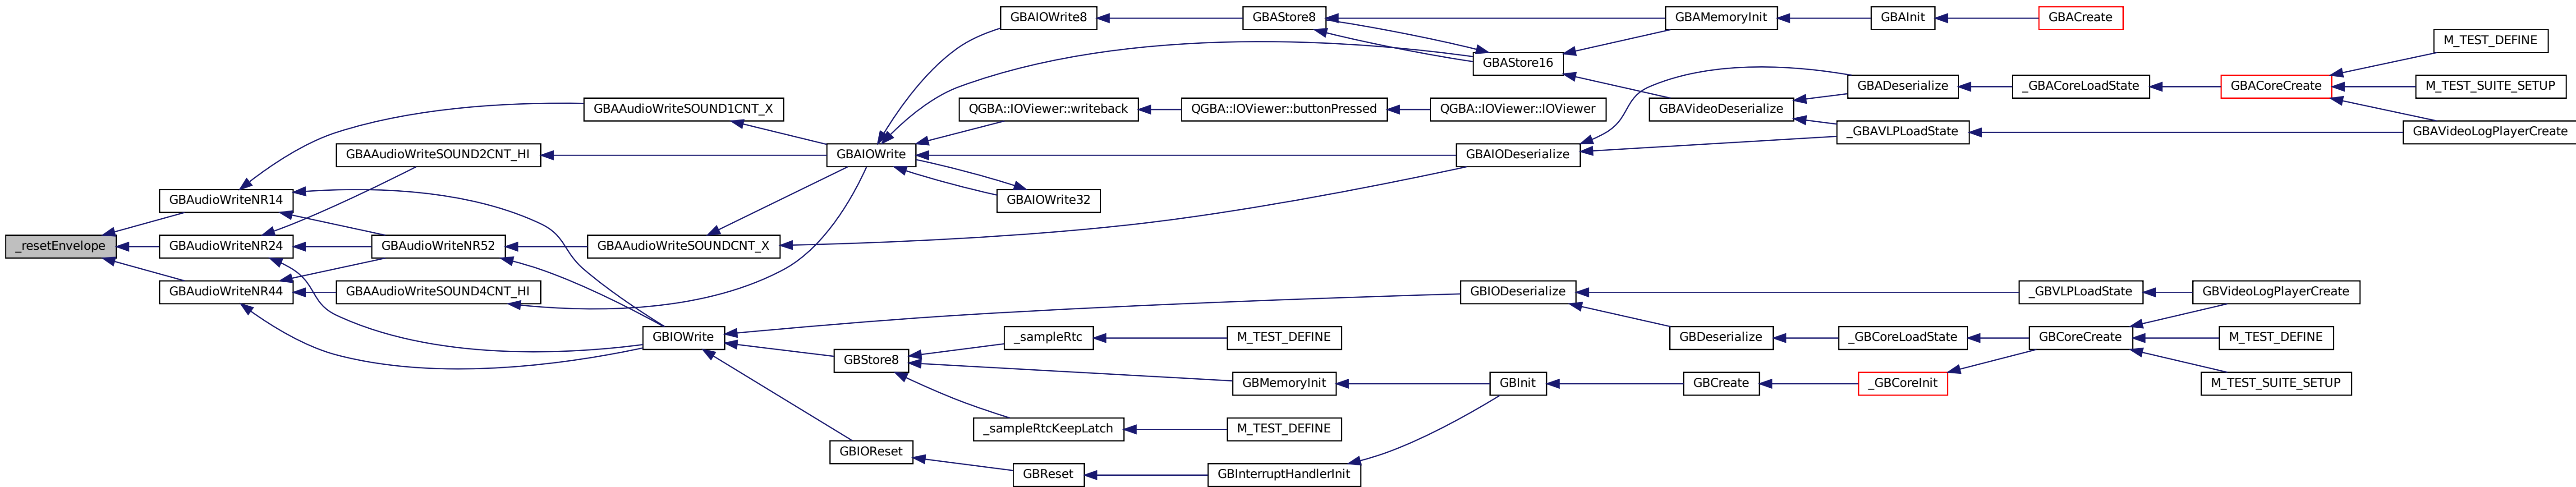 GBAIOWrite8
GBAStore8
GBAMemoryInit
GBAInit
GBACreate
M_TEST_DEFINE
GBAStore16
GBADeserialize
_GBACoreLoadState
GBACoreCreate
M_TEST_SUITE_SETUP
GBAAudioWriteSOUND1CNT_X
QGBA::IOViewer::writeback
QGBA::IOViewer::buttonPressed
QGBA::IOViewer::IOViewer
GBAVideoDeserialize
_GBAVLPLoadState
GBAVideoLogPlayerCreate
GBAAudioWriteSOUND2CNT_HI
GBAIOWrite
GBAIODeserialize
GBAudioWriteNR14
GBAIOWrite32
_resetEnvelope
GBAudioWriteNR24
GBAudioWriteNR52
GBAAudioWriteSOUNDCNT_X
GBAudioWriteNR44
GBAAudioWriteSOUND4CNT_HI
GBIODeserialize
_GBVLPLoadState
GBVideoLogPlayerCreate
GBIOWrite
_sampleRtc
M_TEST_DEFINE
GBDeserialize
_GBCoreLoadState
GBCoreCreate
M_TEST_DEFINE
GBStore8
GBMemoryInit
GBInit
GBCreate
_GBCoreInit
M_TEST_SUITE_SETUP
_sampleRtcKeepLatch
M_TEST_DEFINE
GBIOReset
GBReset
GBInterruptHandlerInit